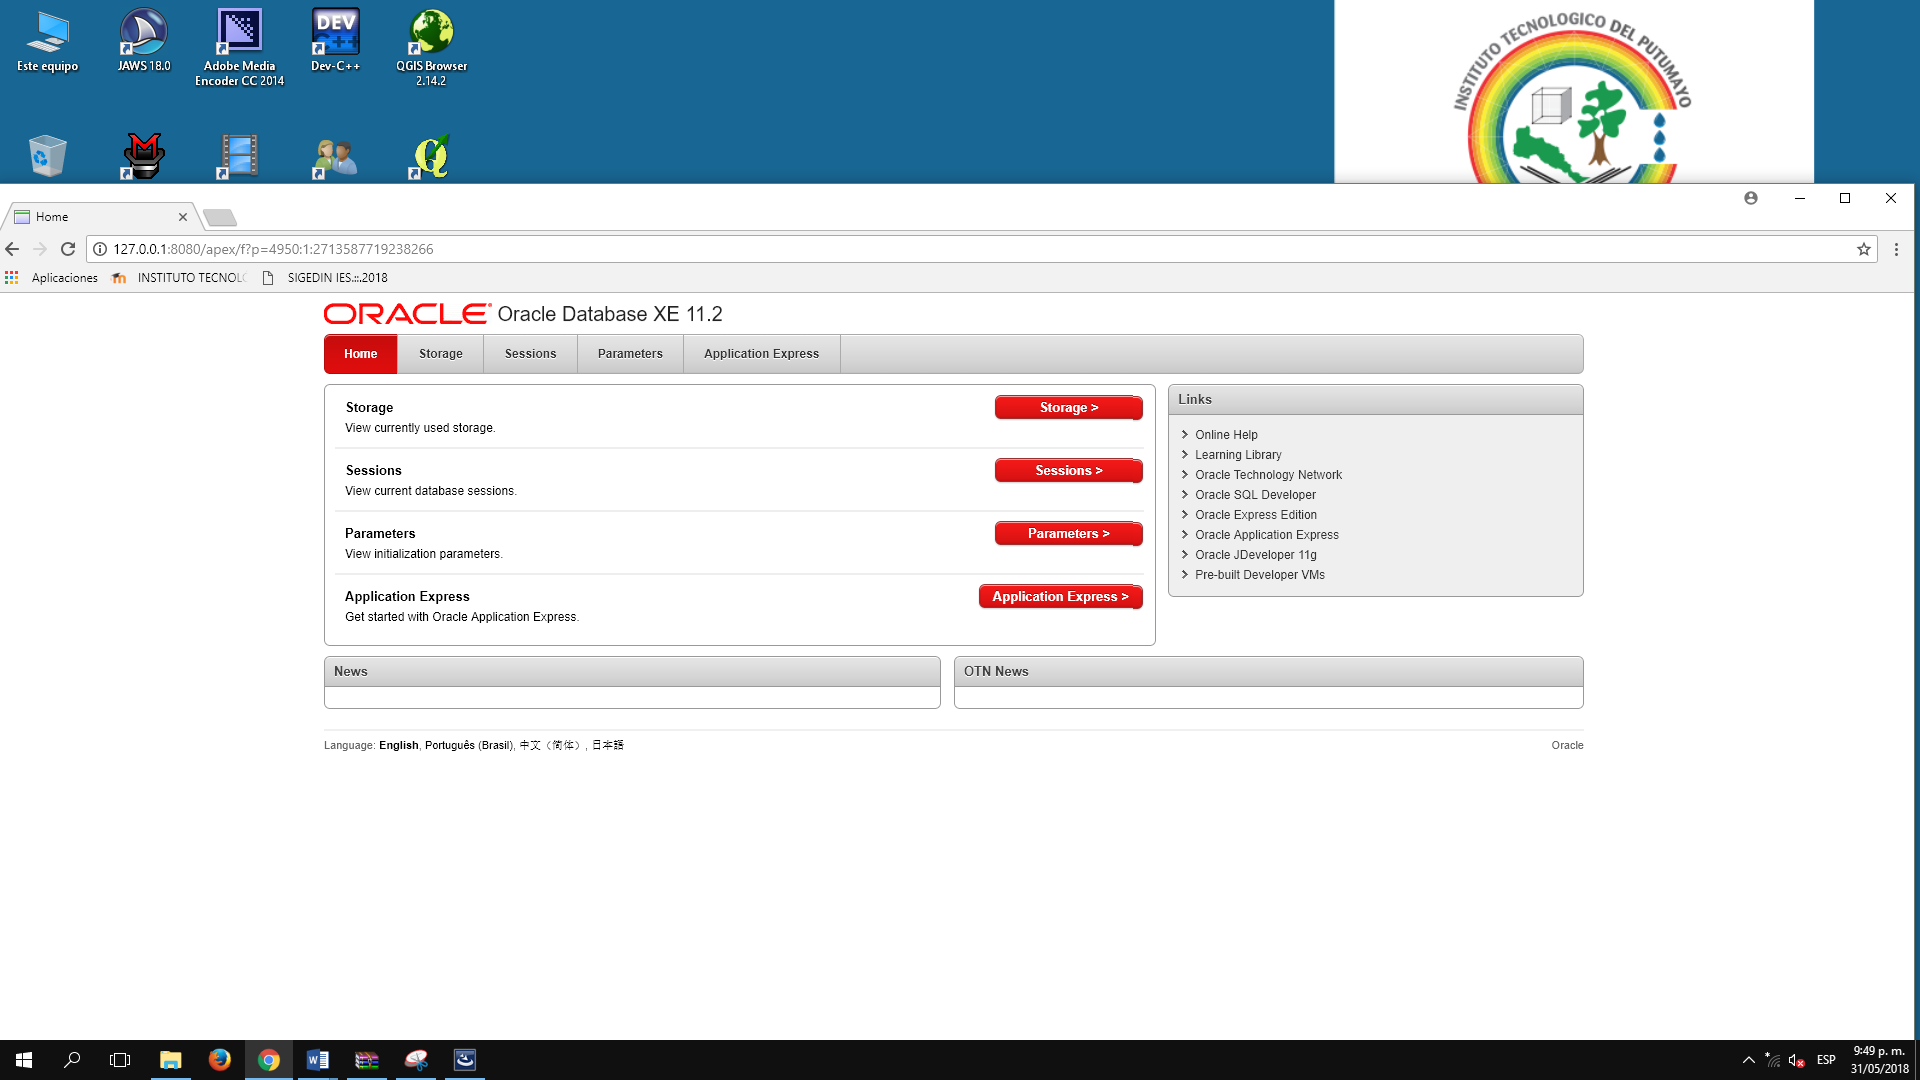 Este equipo
JAWS 18.0
Adobe Media
Encoder CC 2014
DEV
C++
Dev-C++
QGIS Browser
2.14.2
INSTITUTO TECNOLOGICO DEL PUTUMAYO
Home
127.0.0.1:8080/apex/f?p=4950:1:2713587719238266
Aplicaciones
INSTITUTO TECNOLO
SIGEDIN IES.::.2018
ORACLE Oracle Database XE 11.2
Home
Storage
Sessions
Parameters
Application Express
Storage
Storage >
View currently used storage.
Sessions
Sessions >
View current database sessions.
Parameters
Parameters >
View initialization parameters.
Application Express
Application Express >
Get started with Oracle Application Express.
Links
Online Help
Learning Library
Oracle Technology Network
Oracle SQL Developer
Oracle Express Edition
Oracle Application Express
Oracle JDeveloper 11g
Pre-built Developer VMs
News
OTN News
Language: English, Português (Brasil), 中文（简体）, 日本語
Oracle
ESP
9:49 p. m.
31/05/2018